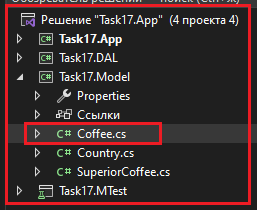 Решение "Task17.App" (4 проекта 4)
C# Task17.App
C# Task17.DAL
C# Task17.Model
Properties
Ссылки
C# Coffee.cs
C# Country.cs
C# SuperiorCoffee.cs
Task17.MTest